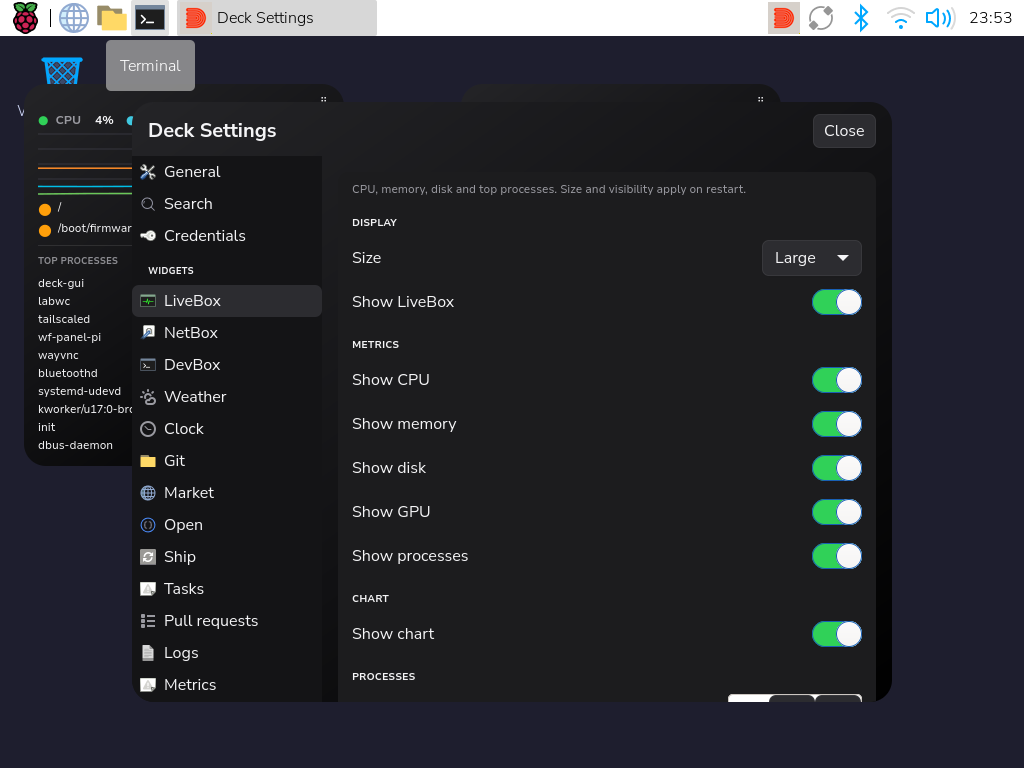 Deck Settings
23:53
Terminal
CPU 4%
/
/boot/firmwar
TOP PROCESSES
deck-gui
labwc
tailscaled
wf-panel-pi
wayvnc
bluetoothd
systemd-udevd
kworker/u17:0-brc
init
dbus-daemon
Deck Settings
Close
General
Search
Credentials
WIDGETS
LiveBox
NetBox
DevBox
Weather
Clock
Git
Market
Open
Ship
Tasks
Pull requests
Logs
Metrics
CPU, memory, disk and top processes. Size and visibility apply on restart.
DISPLAY
Size
Large
Show LiveBox
METRICS
Show CPU
Show memory
Show disk
Show GPU
Show processes
CHART
Show chart
PROCESSES